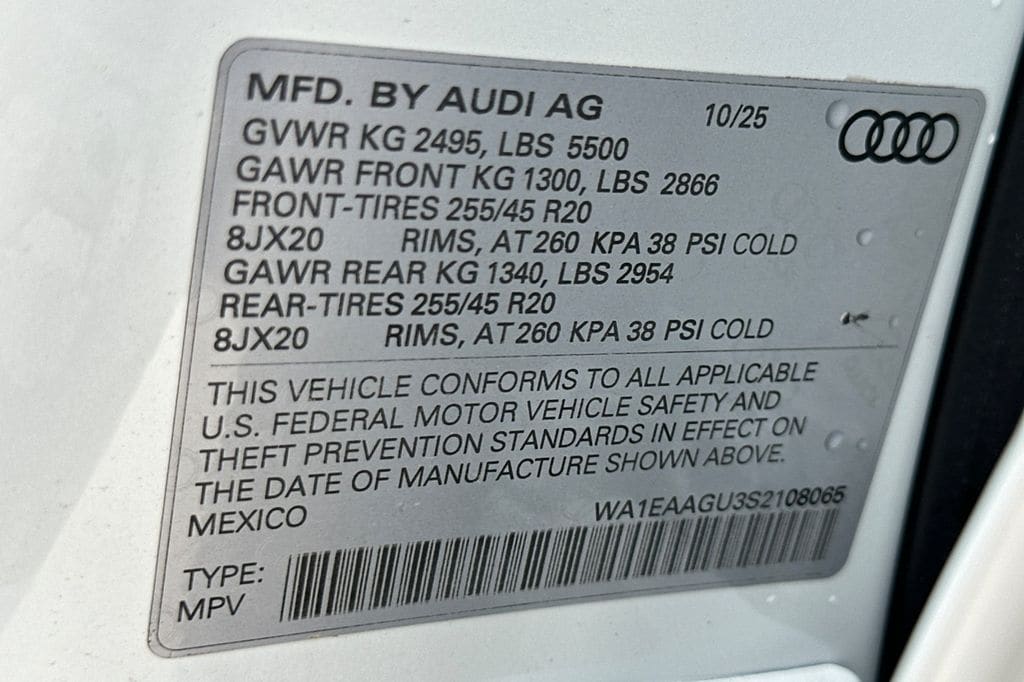 MFD. BY AUDI AG 10/25
GVWR KG 2495, LBS 5500
GAWR FRONT KG 1300, LBS 2866
FRONT-TIRES 255/45 R20
8JX20 RIMS, AT 260 KPA 38 PSI COLD
GAWR REAR KG 1340, LBS 2954
REAR-TIRES 255/45 R20
8JX20 RIMS, AT 260 KPA 38 PSI COLD
THIS VEHICLE CONFORMS TO ALL APPLICABLE
U.S. FEDERAL MOTOR VEHICLE SAFETY AND
THEFT PREVENTION STANDARDS IN EFFECT ON
THE DATE OF MANUFACTURE SHOWN ABOVE.
MEXICO WA1EAAGU3S2108065
TYPE:
MPV